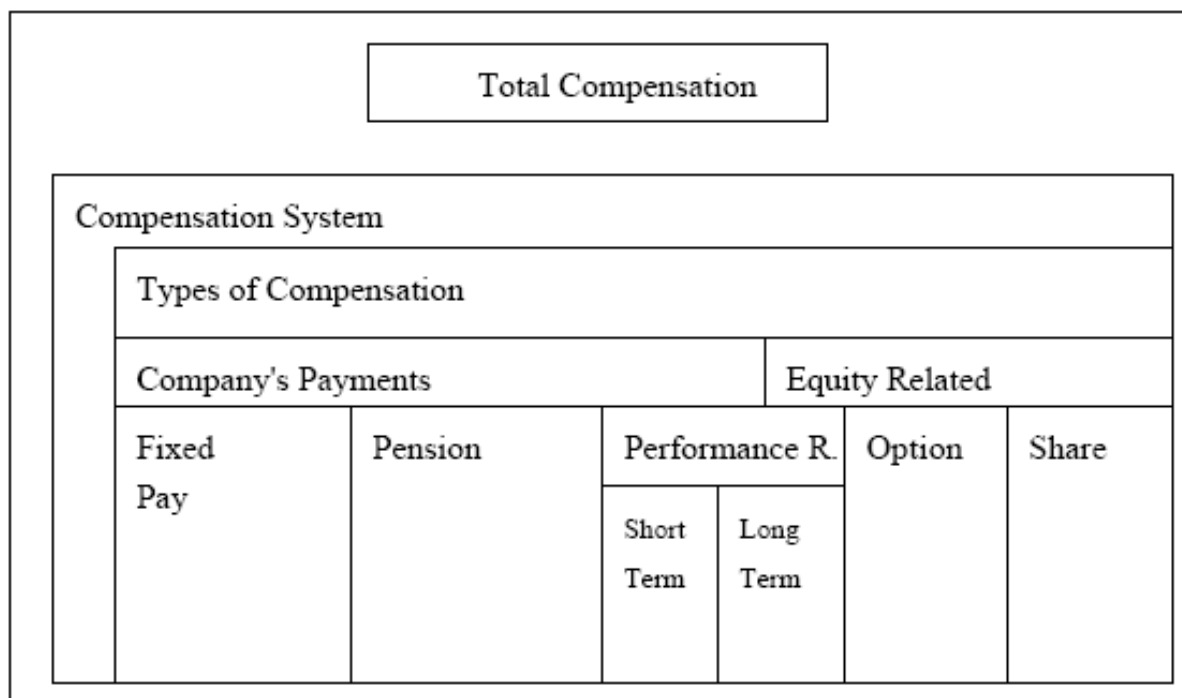 Total Compensation
Compensation System
Types of Compensation
Company's Payments
Equity Related
Fixed
Pay
Pension
Performance R.
Short
Term
Long
Term
Option
Share